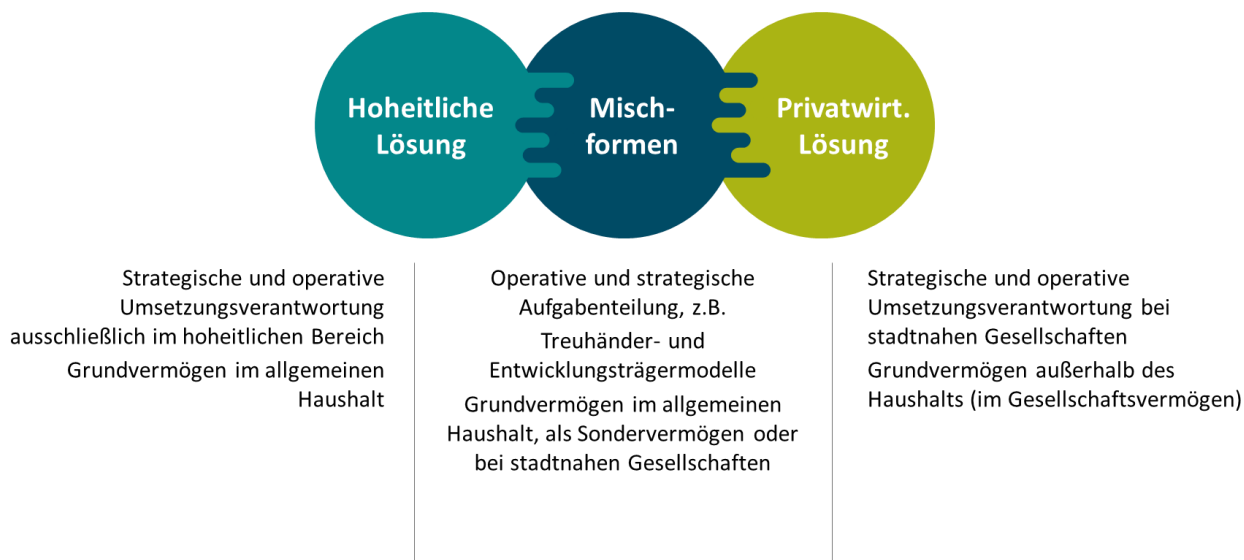 Hoheitliche
Lösung
Misch-
formen
Privatwirt.
Lösung
Strategische und operative
Umsetzungsverantwortung
ausschließlich im hoheitlichen Bereich
Grundvermögen im allgemeinen
Haushalt
Operative und strategische
Aufgabenteilung, z.B.
Treuhänder- und
Entwicklungsträgermodelle
Grundvermögen im allgemeinen
Haushalt, als Sondervermögen oder
bei stadtnahen Gesellschaften
Strategische und operative
Umsetzungsverantwortung bei
stadtnahen Gesellschaften
Grundvermögen außerhalb des
Haushalts (im Gesellschaftsvermögen)